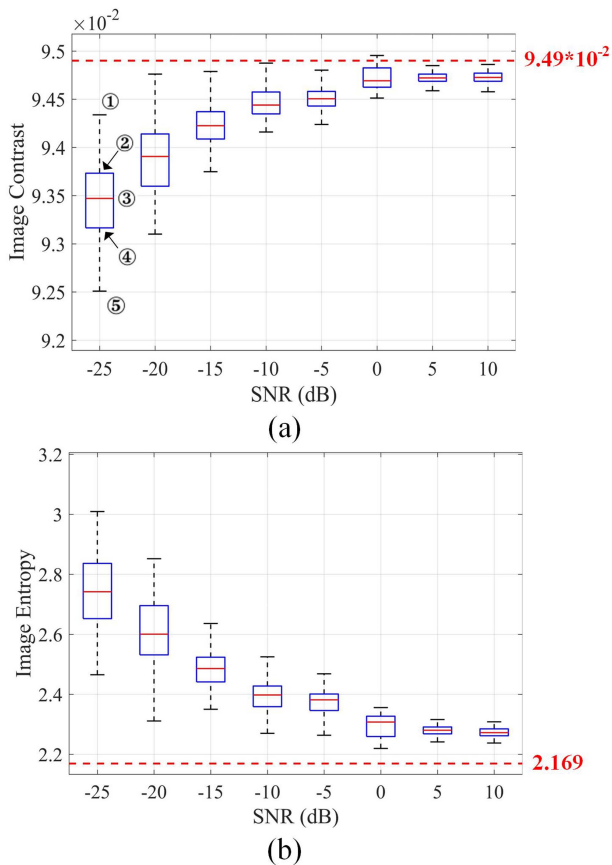 ×10⁻²
9.49*10⁻²
9.5
9.45
9.4
9.35
9.3
9.25
9.2
Image Contrast
①
②
③
④
⑤
-25 -20 -15 -10 -5 0 5 10
SNR (dB)
(a)
3.2
3
2.8
2.6
2.4
2.2
Image Entropy
2.169
-25 -20 -15 -10 -5 0 5 10
SNR (dB)
(b)